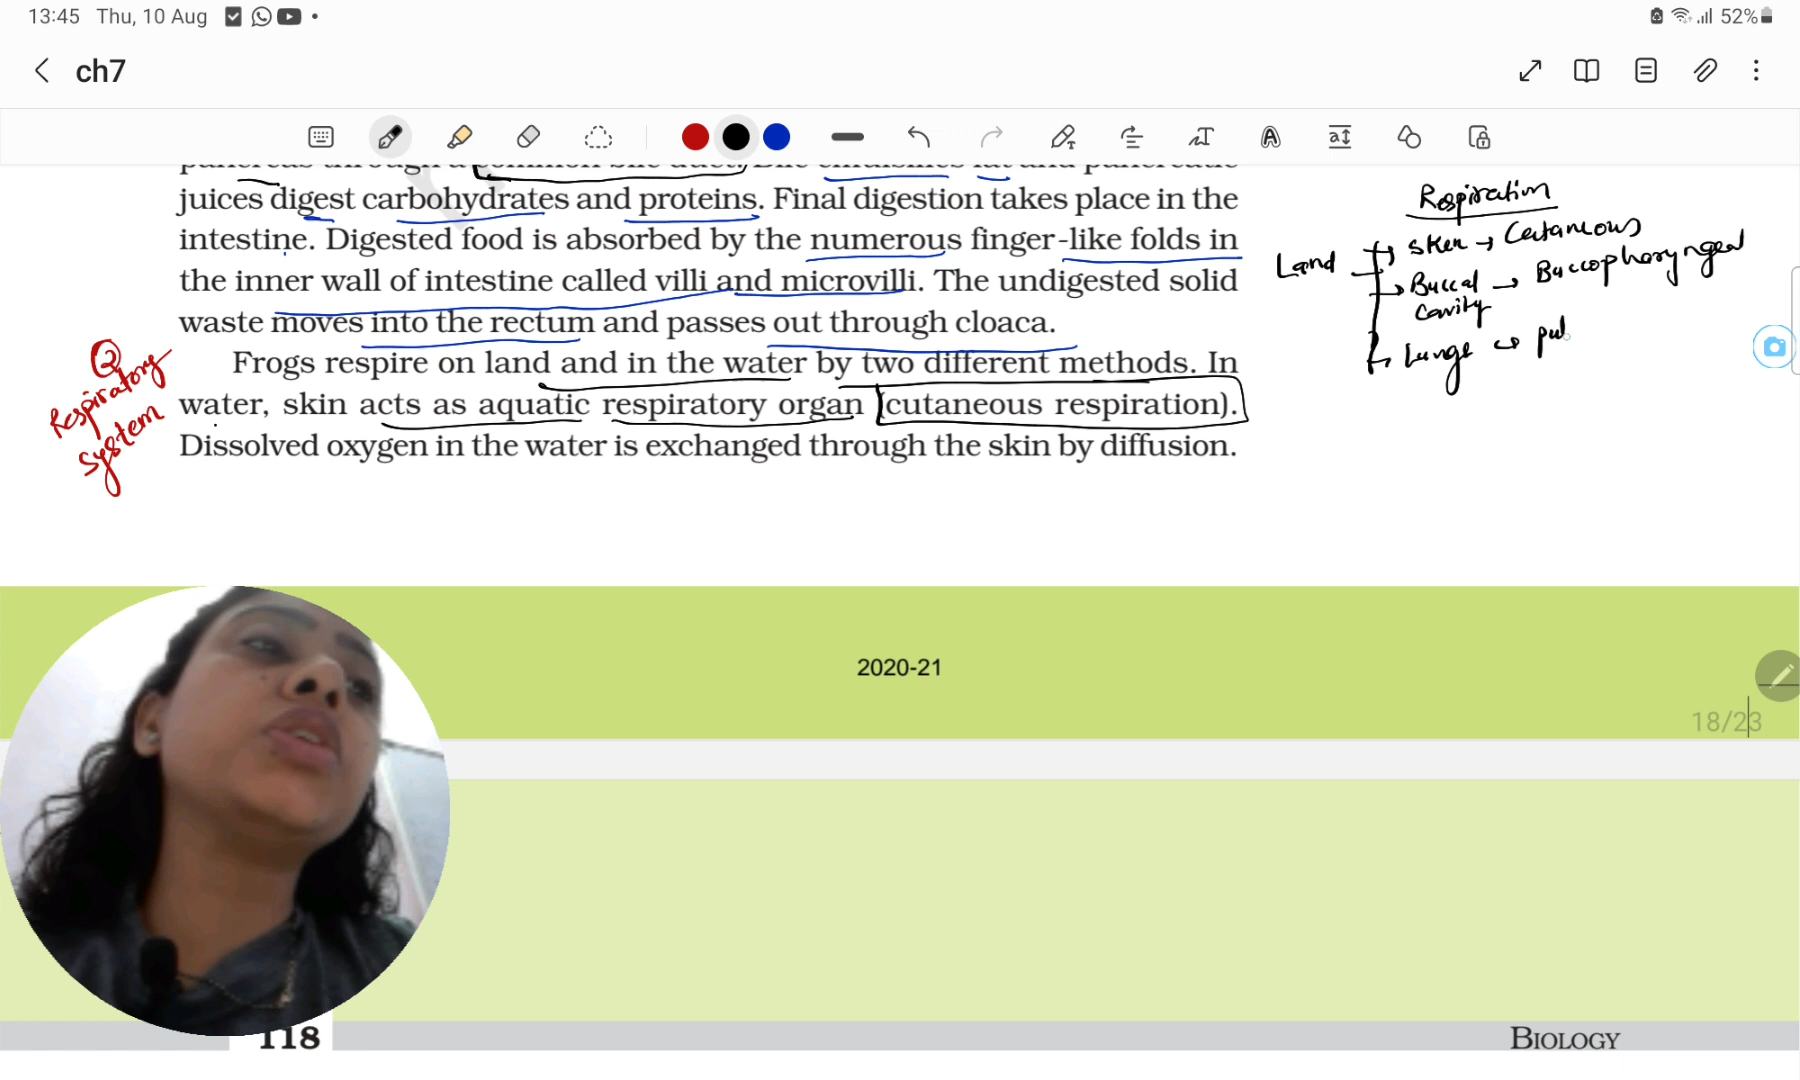 13:45 Thu, 10 Aug
52%
ch7
juices digest carbohydrates and proteins. Final digestion takes place in the
intestine. Digested food is absorbed by the numerous finger-like folds in
the inner wall of intestine called villi and microvilli. The undigested solid
waste moves into the rectum and passes out through cloaca.
Frogs respire on land and in the water by two different methods. In
water, skin acts as aquatic respiratory organ (cutaneous respiration).
Dissolved oxygen in the water is exchanged through the skin by diffusion.
Q
Respiratory
System
Respiration
Land
Buccal → Buccopharyngeal
cavity
pul
2020-21
18/23
118
BIOLOGY